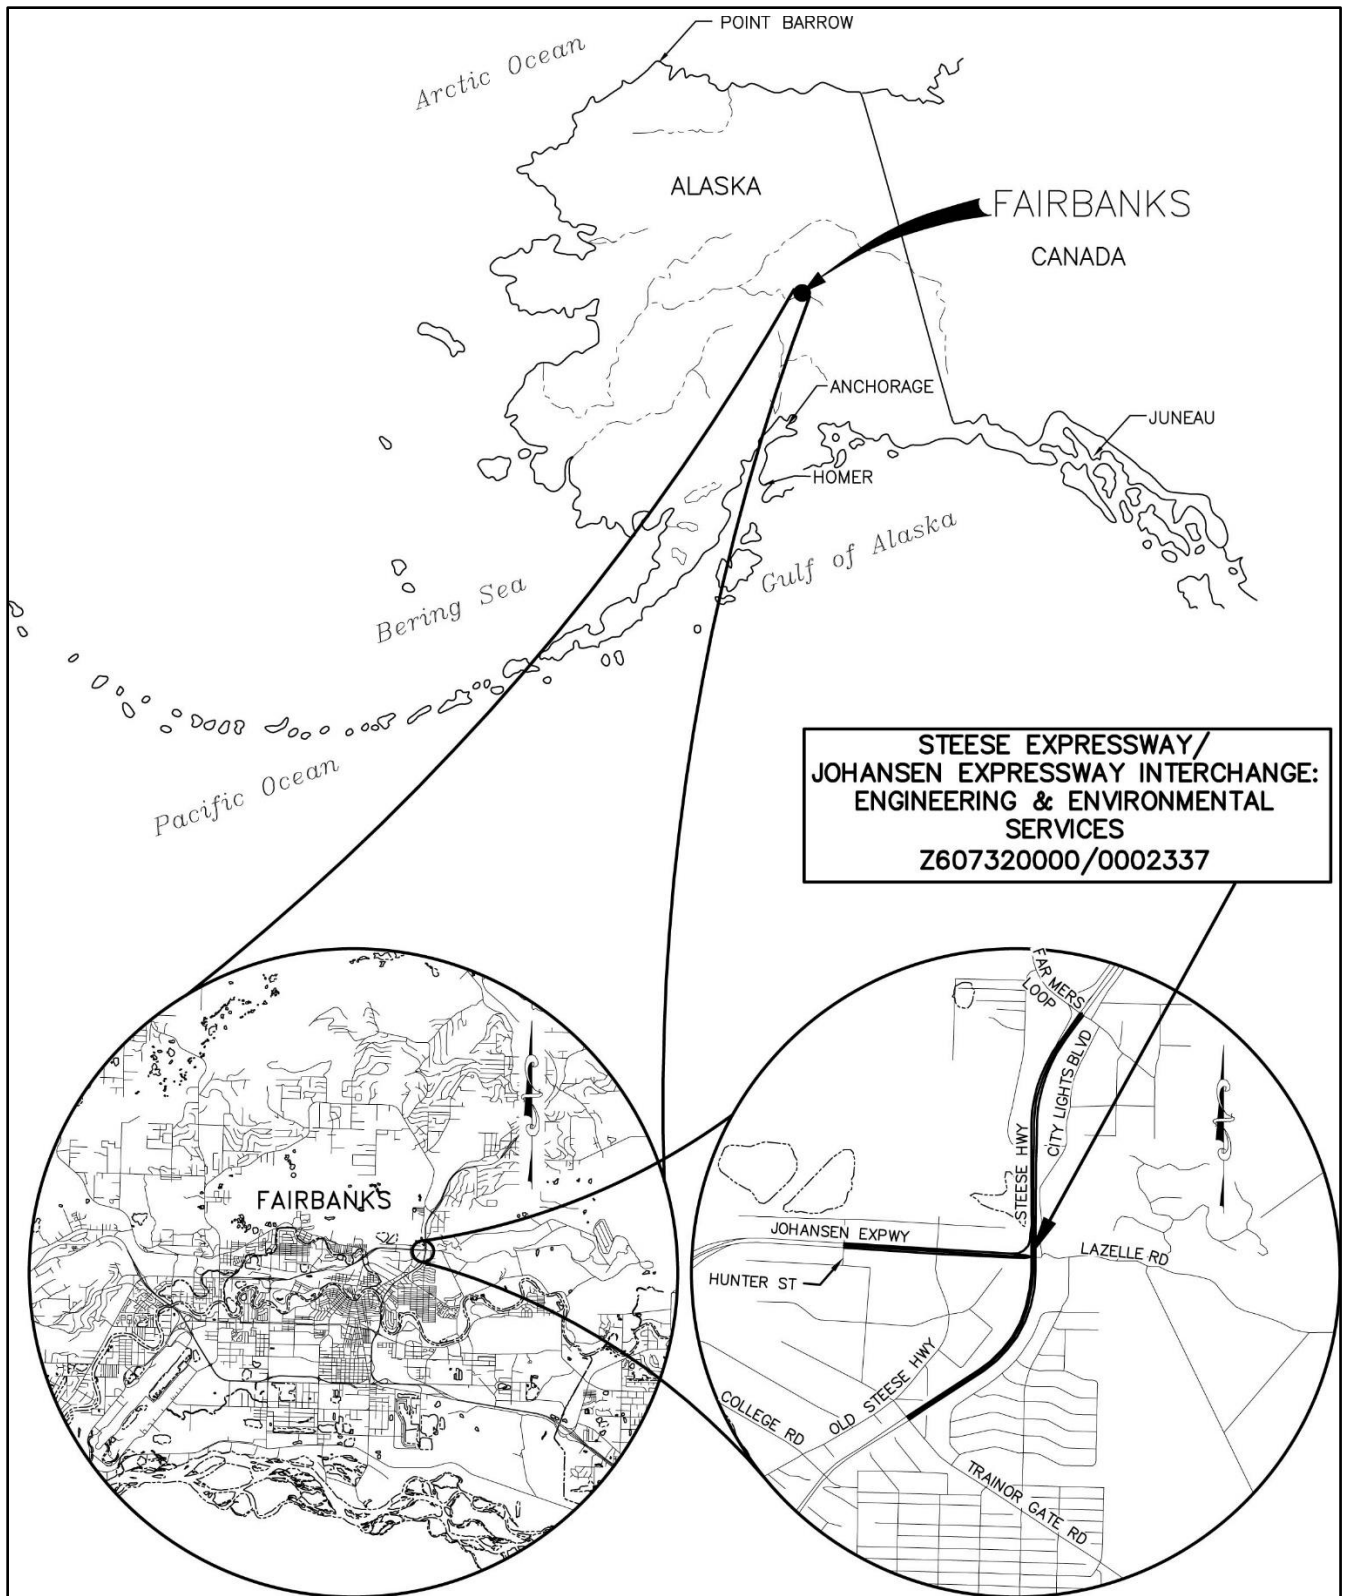 POINT BARROW
Arctic Ocean
ALASKA
FAIRBANKS
CANADA
ANCHORAGE
JUNEAU
HOMER
Gulf of Alaska
Bering Sea
Pacific Ocean
STEESE EXPRESSWAY/
JOHANSEN EXPRESSWAY INTERCHANGE:
ENGINEERING & ENVIRONMENTAL
SERVICES
Z607320000/0002337
FAIRBANKS
FARMERS
LOOP
CITY LIGHTS BLVD
STEESE HWY
JOHANSEN EXPWY
LAZELLE RD
HUNTER ST
OLD STEESE HWY
COLLEGE RD
TRAINOR GATE RD